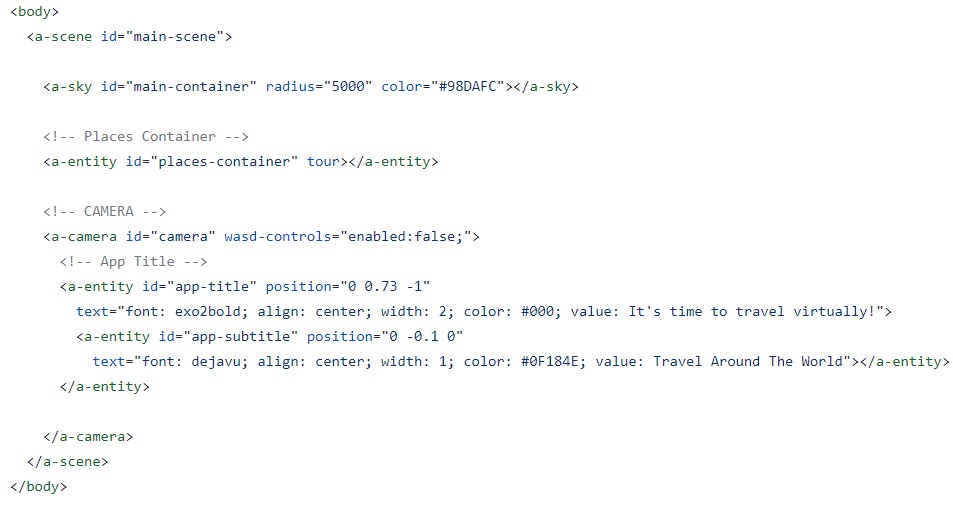 <body>
<a-scene id="main-scene">
<a-sky id="main-container" radius="5000" color="#98DAFC"></a-sky>
<!-- Places Container -->
<a-entity id="places-container" tour></a-entity>
<!-- CAMERA -->
<a-camera id="camera" wasd-controls="enabled:false;">
<!-- App Title -->
<a-entity id="app-title" position="0 0.73 -1"
text="font: exo2bold; align: center; width: 2; color: #000; value: It's time to travel virtually!">
<a-entity id="app-subtitle" position="0 -0.1 0"
text="font: dejavu; align: center; width: 1; color: #0F184E; value: Travel Around The World"></a-entity>
</a-entity>
</a-camera>
</a-scene>
</body>